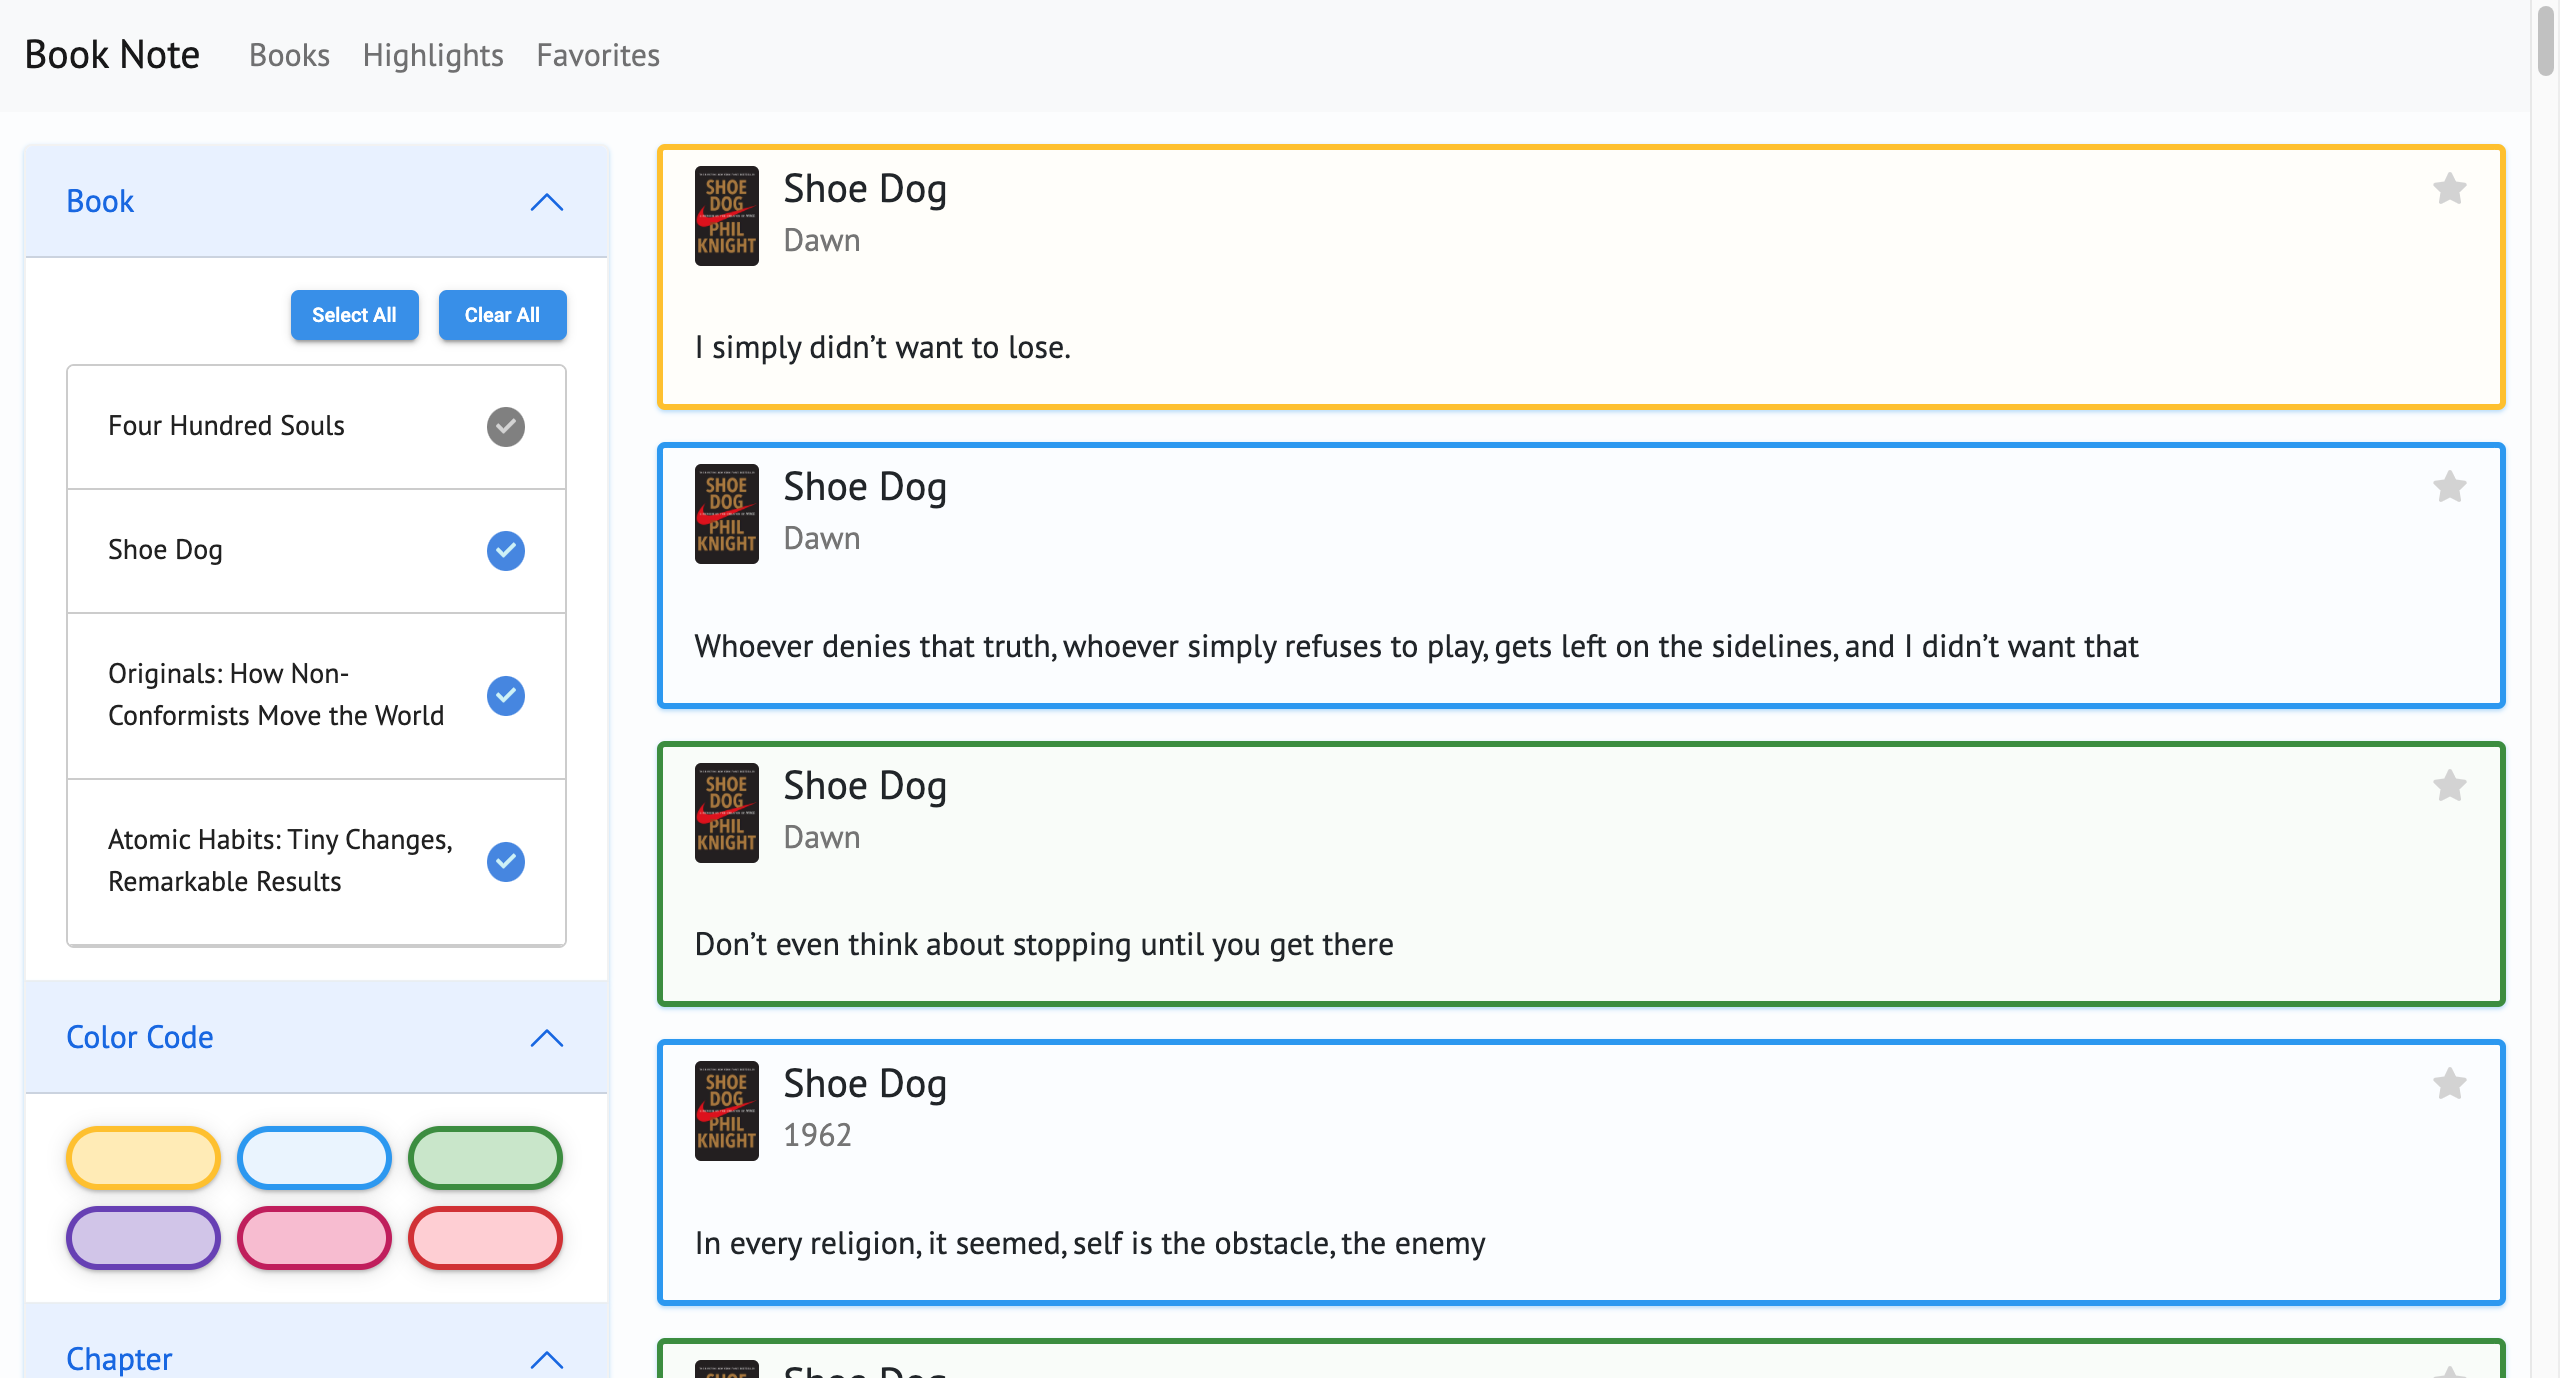 Book Note Books Highlights Favorites
Book
Select All Clear All
Four Hundred Souls
Shoe Dog
Originals: How Non-
Conformists Move the World
Atomic Habits: Tiny Changes,
Remarkable Results
Color Code
Chapter
SHOE
DOG
PHIL
KNIGHT
Shoe Dog
Dawn
I simply didn’t want to lose.
SHOE
DOG
PHIL
KNIGHT
Shoe Dog
Dawn
Whoever denies that truth, whoever simply refuses to play, gets left on the sidelines, and I didn’t want that
SHOE
DOG
PHIL
KNIGHT
Shoe Dog
Dawn
Don’t even think about stopping until you get there
SHOE
DOG
PHIL
KNIGHT
Shoe Dog
1962
In every religion, it seemed, self is the obstacle, the enemy
Shoe Dog